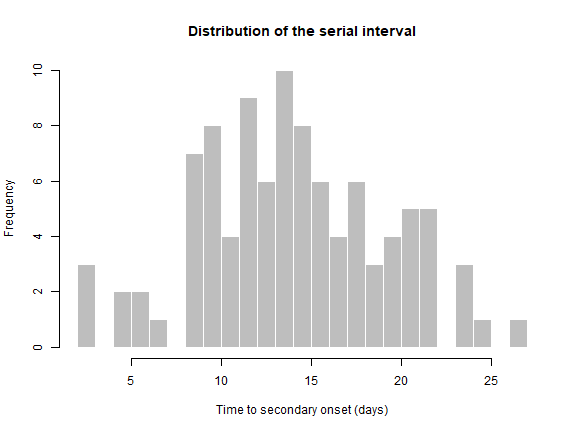 Distribution of the serial interval
Frequency
10
8
6
4
2
0
5 10 15 20 25
Time to secondary onset (days)